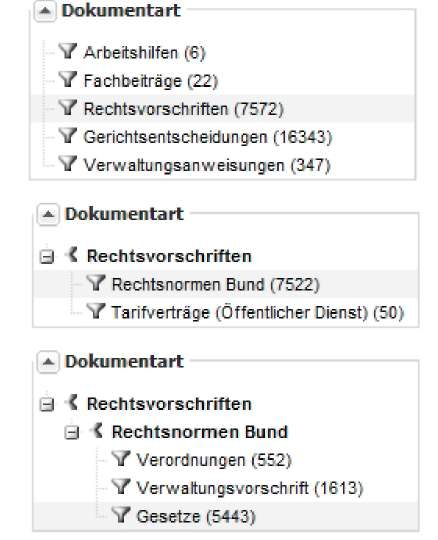 Dokumentart
Arbeitshilfen (6)
Fachbeiträge (22)
Rechtsvorschriften (7572)
Gerichtsentscheidungen (16343)
Verwaltungsanweisungen (347)
Dokumentart
Rechtsvorschriften
Rechtsnormen Bund (7522)
Tarifverträge (Öffentlicher Dienst) (50)
Dokumentart
Rechtsvorschriften
Rechtsnormen Bund
Verordnungen (552)
Verwaltungsvorschrift (1613)
Gesetze (5443)